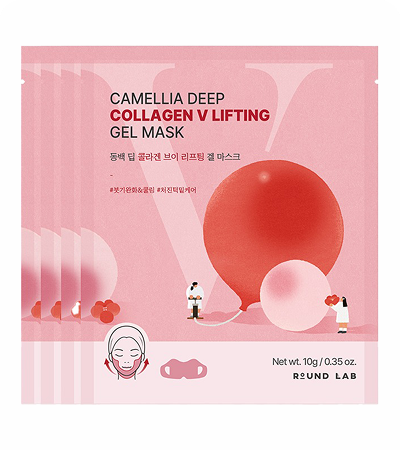 CAMELLIA DEEP
COLLAGEN V LIFTING
GEL MASK
동백 딥 콜라겐 브이 리프팅 겔 마스크
-
#붓기완화&쿨링 #처진턱밑케어
Net wt. 10g / 0.35 oz.
ROUND LAB